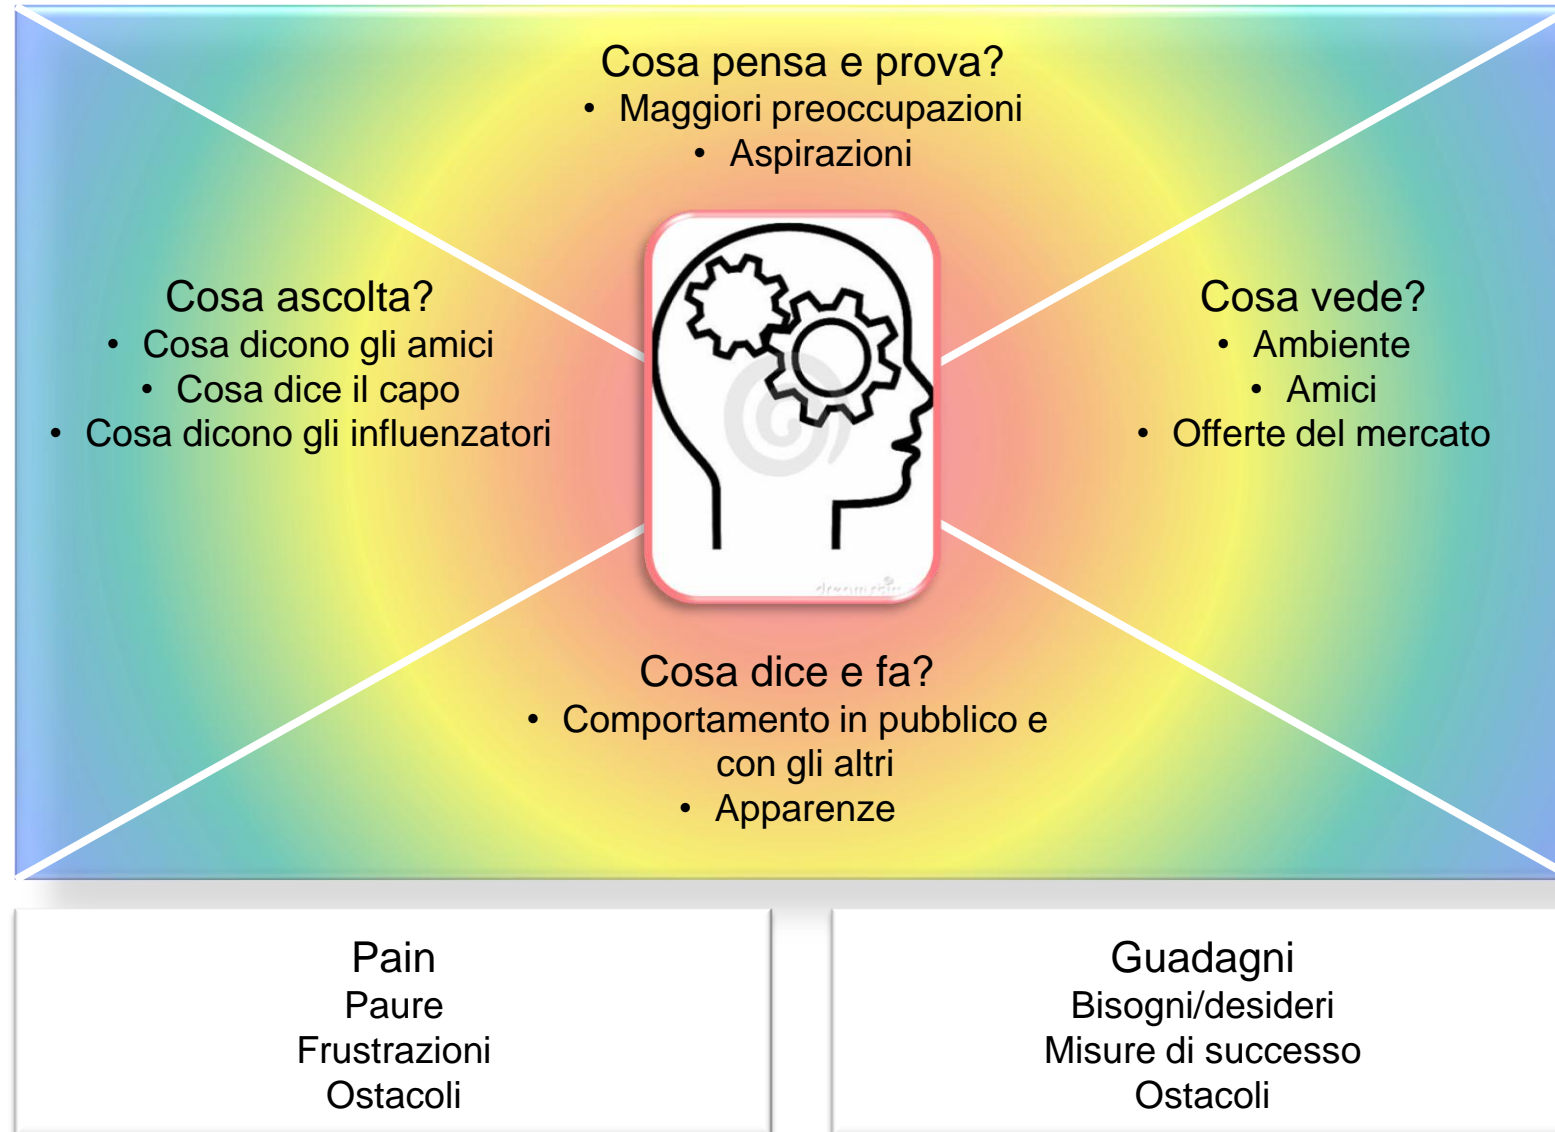 Cosa pensa e prova?
• Maggiori preoccupazioni
• Aspirazioni
Cosa ascolta?
• Cosa dicono gli amici
• Cosa dice il capo
• Cosa dicono gli influenzatori
Cosa vede?
• Ambiente
• Amici
• Offerte del mercato
Cosa dice e fa?
• Comportamento in pubblico e
con gli altri
• Apparenze
Pain
Paure
Frustrazioni
Ostacoli
Guadagni
Bisogni/desideri
Misure di successo
Ostacoli